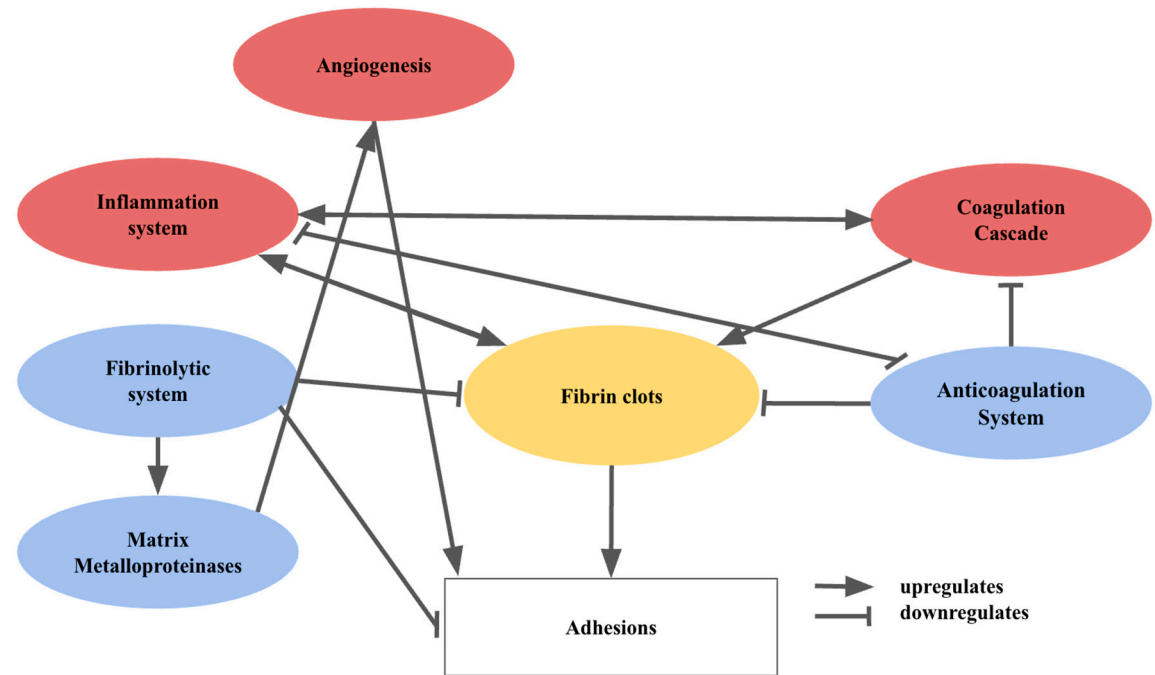 Angiogenesis
Inflammation
system
Coagulation
Cascade
Fibrinolytic
system
Fibrin clots
Anticoagulation
System
Matrix
Metalloproteinases
Adhesions
upregulates
downregulates